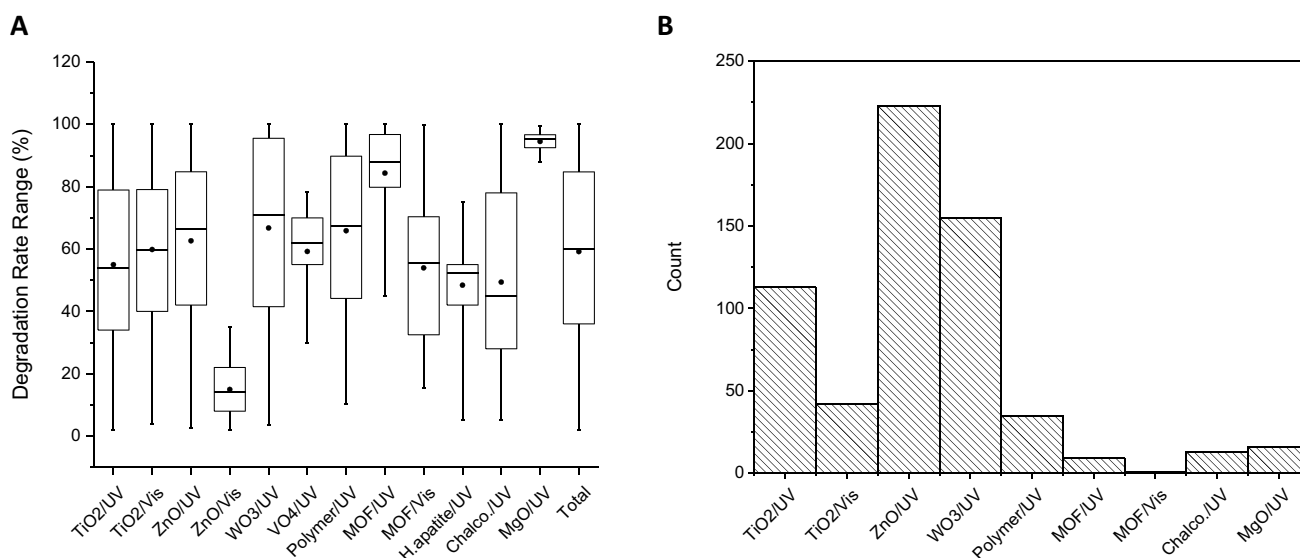 A
B
Degradation Rate Range (%)
120
100
80
60
40
20
0
TiO2/UV
TiO2/Vis
ZnO/UV
ZnO/Vis
WO3/UV
VO4/UV
Polymer/UV
MOF/UV
MOF/Vis
H.apatite/UV
Chalco./UV
MgO/UV
Total
Count
250
200
150
100
50
0
TiO2/UV
TiO2/Vis
ZnO/UV
WO3/UV
Polymer/UV
MOF/UV
MOF/Vis
Chalco./UV
MgO/UV